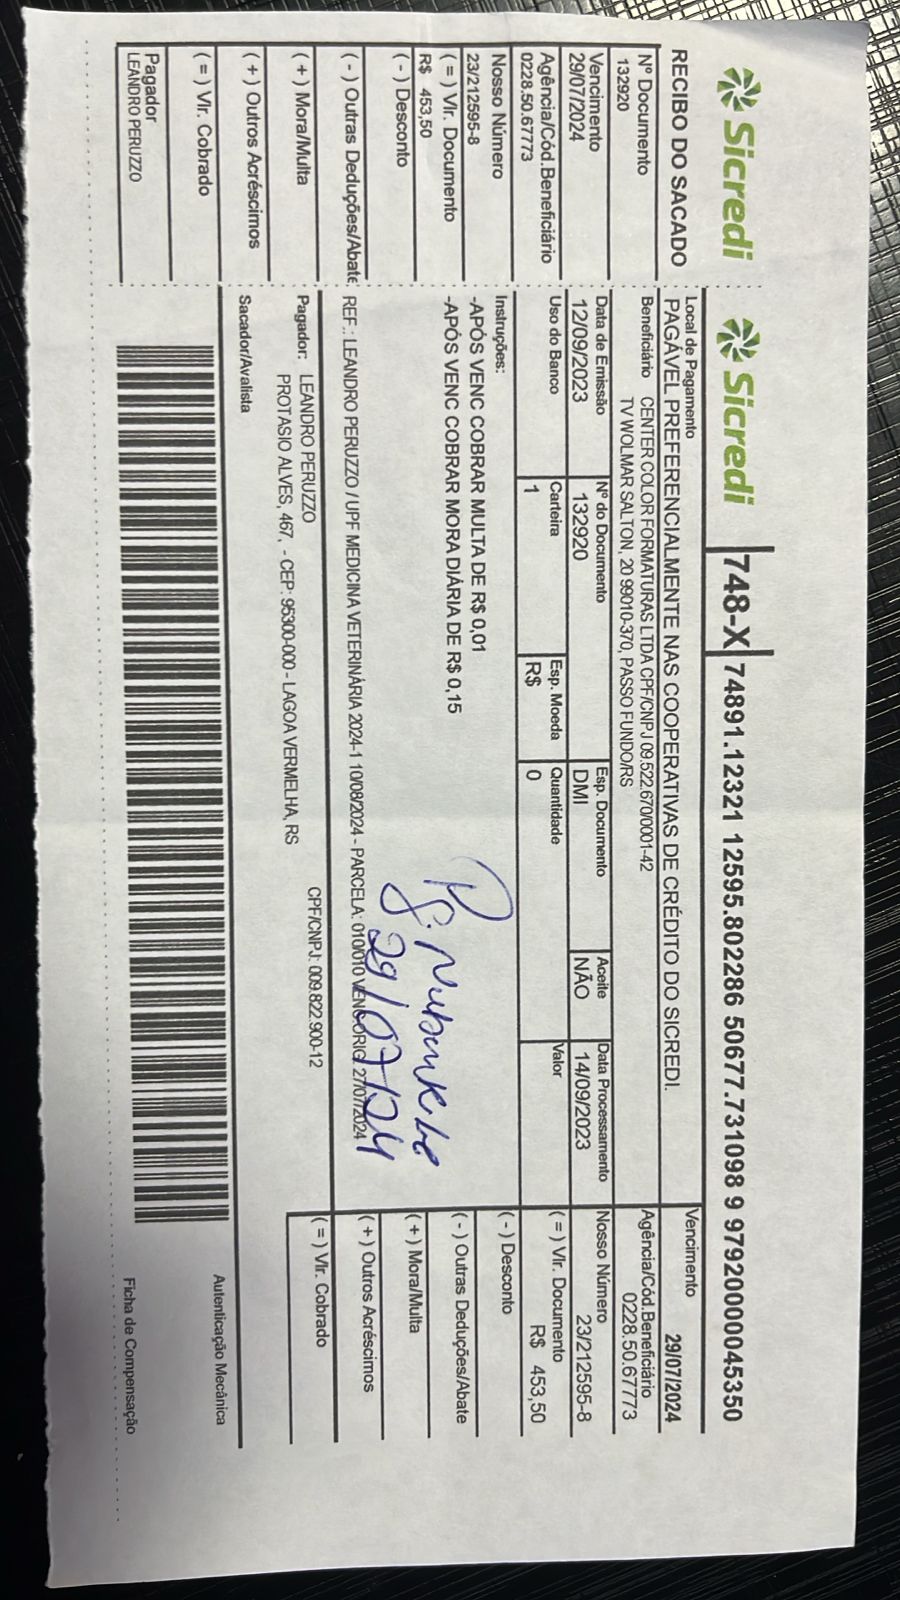 Sicredi
RECIBO DO SACADO
Nº Documento
132920
Vencimento
29/07/2024
Agência/Cód.Beneficiário
0228.50.67773
Nosso Número
23/212595-8
( = ) Vlr. Documento
R$ 453,50
( - ) Desconto
( - ) Outras Deduções/Abate
( + ) Mora/Multa
( + ) Outros Acréscimos
( = ) Vlr. Cobrado
Pagador
LEANDRO PERUZZO
Sicredi 748-X 74891.12321 12595.802286 50677.731098 9 97920000045350
Local de Pagamento Vencimento
PAGÁVEL PREFERENCIALMENTE NAS COOPERATIVAS DE CRÉDITO DO SICREDI. 29/07/2024
Beneficiário CENTER COLOR FORMATURAS LTDA CPF/CNPJ 09.522.670/0001-42 Agência/Cód.Beneficiário
TV WOLMAR SALTON, 20 99010-370, PASSO FUNDO/RS 0228.50.67773
Data de Emissão Nº do Documento Esp. Documento Aceite Data Processamento Nosso Número
12/09/2023 132920 DMI NÃO 14/09/2023 23/212595-8
Uso do Banco Carteira Esp. Moeda Quantidade Valor ( = ) Vlr. Documento
1 R$ 0 R$ 453,50
Instruções: ( - ) Desconto
-APÓS VENC COBRAR MULTA DE R$ 0,01
-APÓS VENC COBRAR MORA DIÁRIA DE R$ 0,15 ( - ) Outras Deduções/Abate
Pg. Nubank
29/07/24
( + ) Mora/Multa
( + ) Outros Acréscimos
REF.: LEANDRO PERUZZO / UPF MEDICINA VETERINÁRIA 2024-1 10/08/2024 - PARCELA: 010/010 VENC ORIG: 27/07/2024
Pagador: LEANDRO PERUZZO CPF/CNPJ: 009.822.900-12 ( = ) Vlr. Cobrado
PROTASIO ALVES, 467, - CEP: 95300-000 - LAGOA VERMELHA, RS
Sacador/Avalista
Autenticação Mecânica
Ficha de Compensação